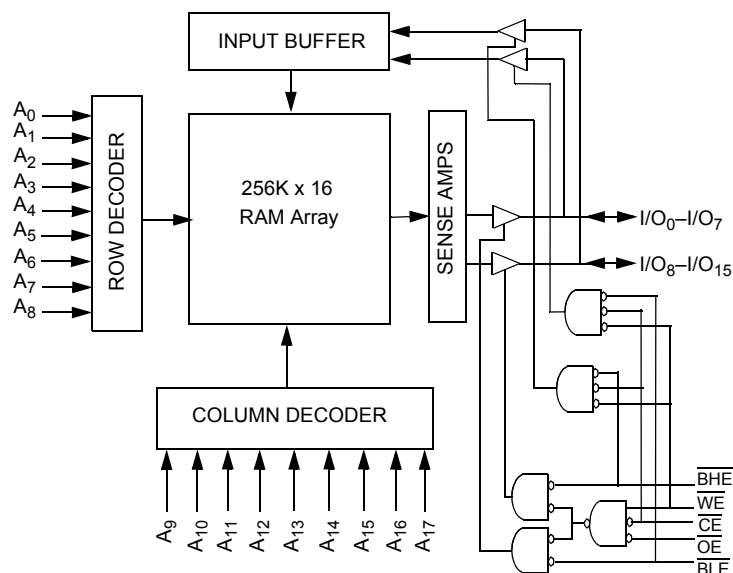 INPUT BUFFER
A0
A1
A2
A3
A4
A5
A6
A7
A8
ROW DECODER
256K x 16
RAM Array
SENSE AMPS
I/O0–I/O7
I/O8–I/O15
COLUMN DECODER
A9
A10
A11
A12
A13
A14
A15
A16
A17
BHE
WE
CE
OE
BLE